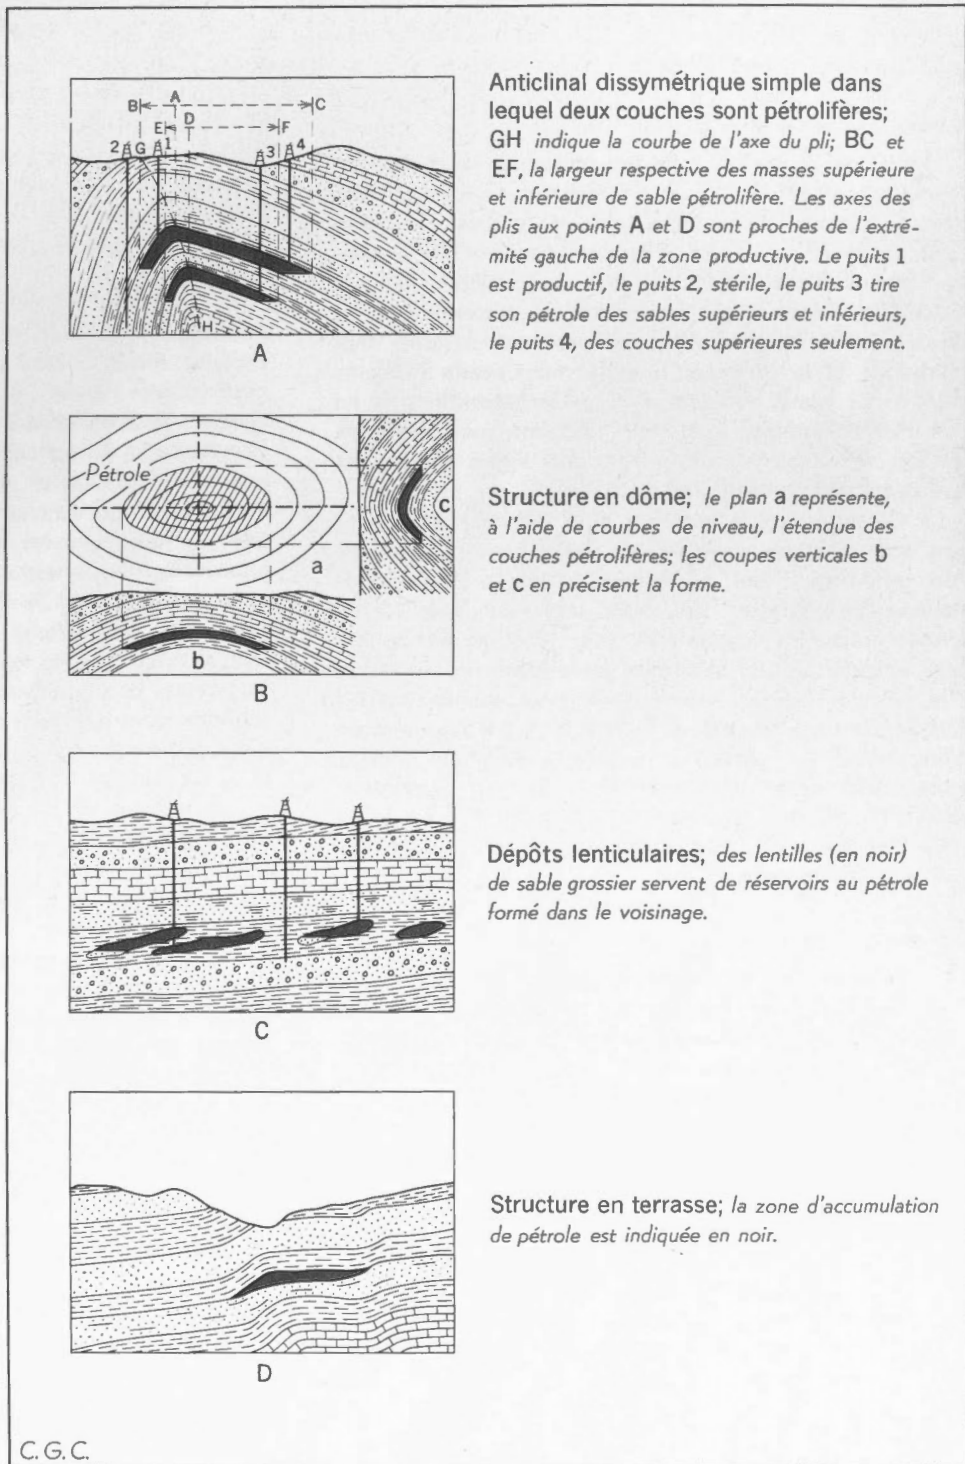 B A C
E D F
2 G 1 3 4
H
A
Anticlinal dissymétrique simple dans
lequel deux couches sont pétrolifères;
GH indique la courbe de l'axe du pli; BC et
EF, la largeur respective des masses supérieure
et inférieure de sable pétrolifère. Les axes des
plis aux points A et D sont proches de l'extré-
mité gauche de la zone productive. Le puits 1
est productif, le puits 2, stérile, le puits 3 tire
son pétrole des sables supérieurs et inférieurs,
le puits 4, des couches supérieures seulement.
Pétrole
a
b
c
B
Structure en dôme; le plan a représente,
à l'aide de courbes de niveau, l'étendue des
couches pétrolifères; les coupes verticales b
et c en précisent la forme.
C
Dépôts lenticulaires; des lentilles (en noir)
de sable grossier servent de réservoirs au pétrole
formé dans le voisinage.
D
Structure en terrasse; la zone d'accumulation
de pétrole est indiquée en noir.
C.G.C.